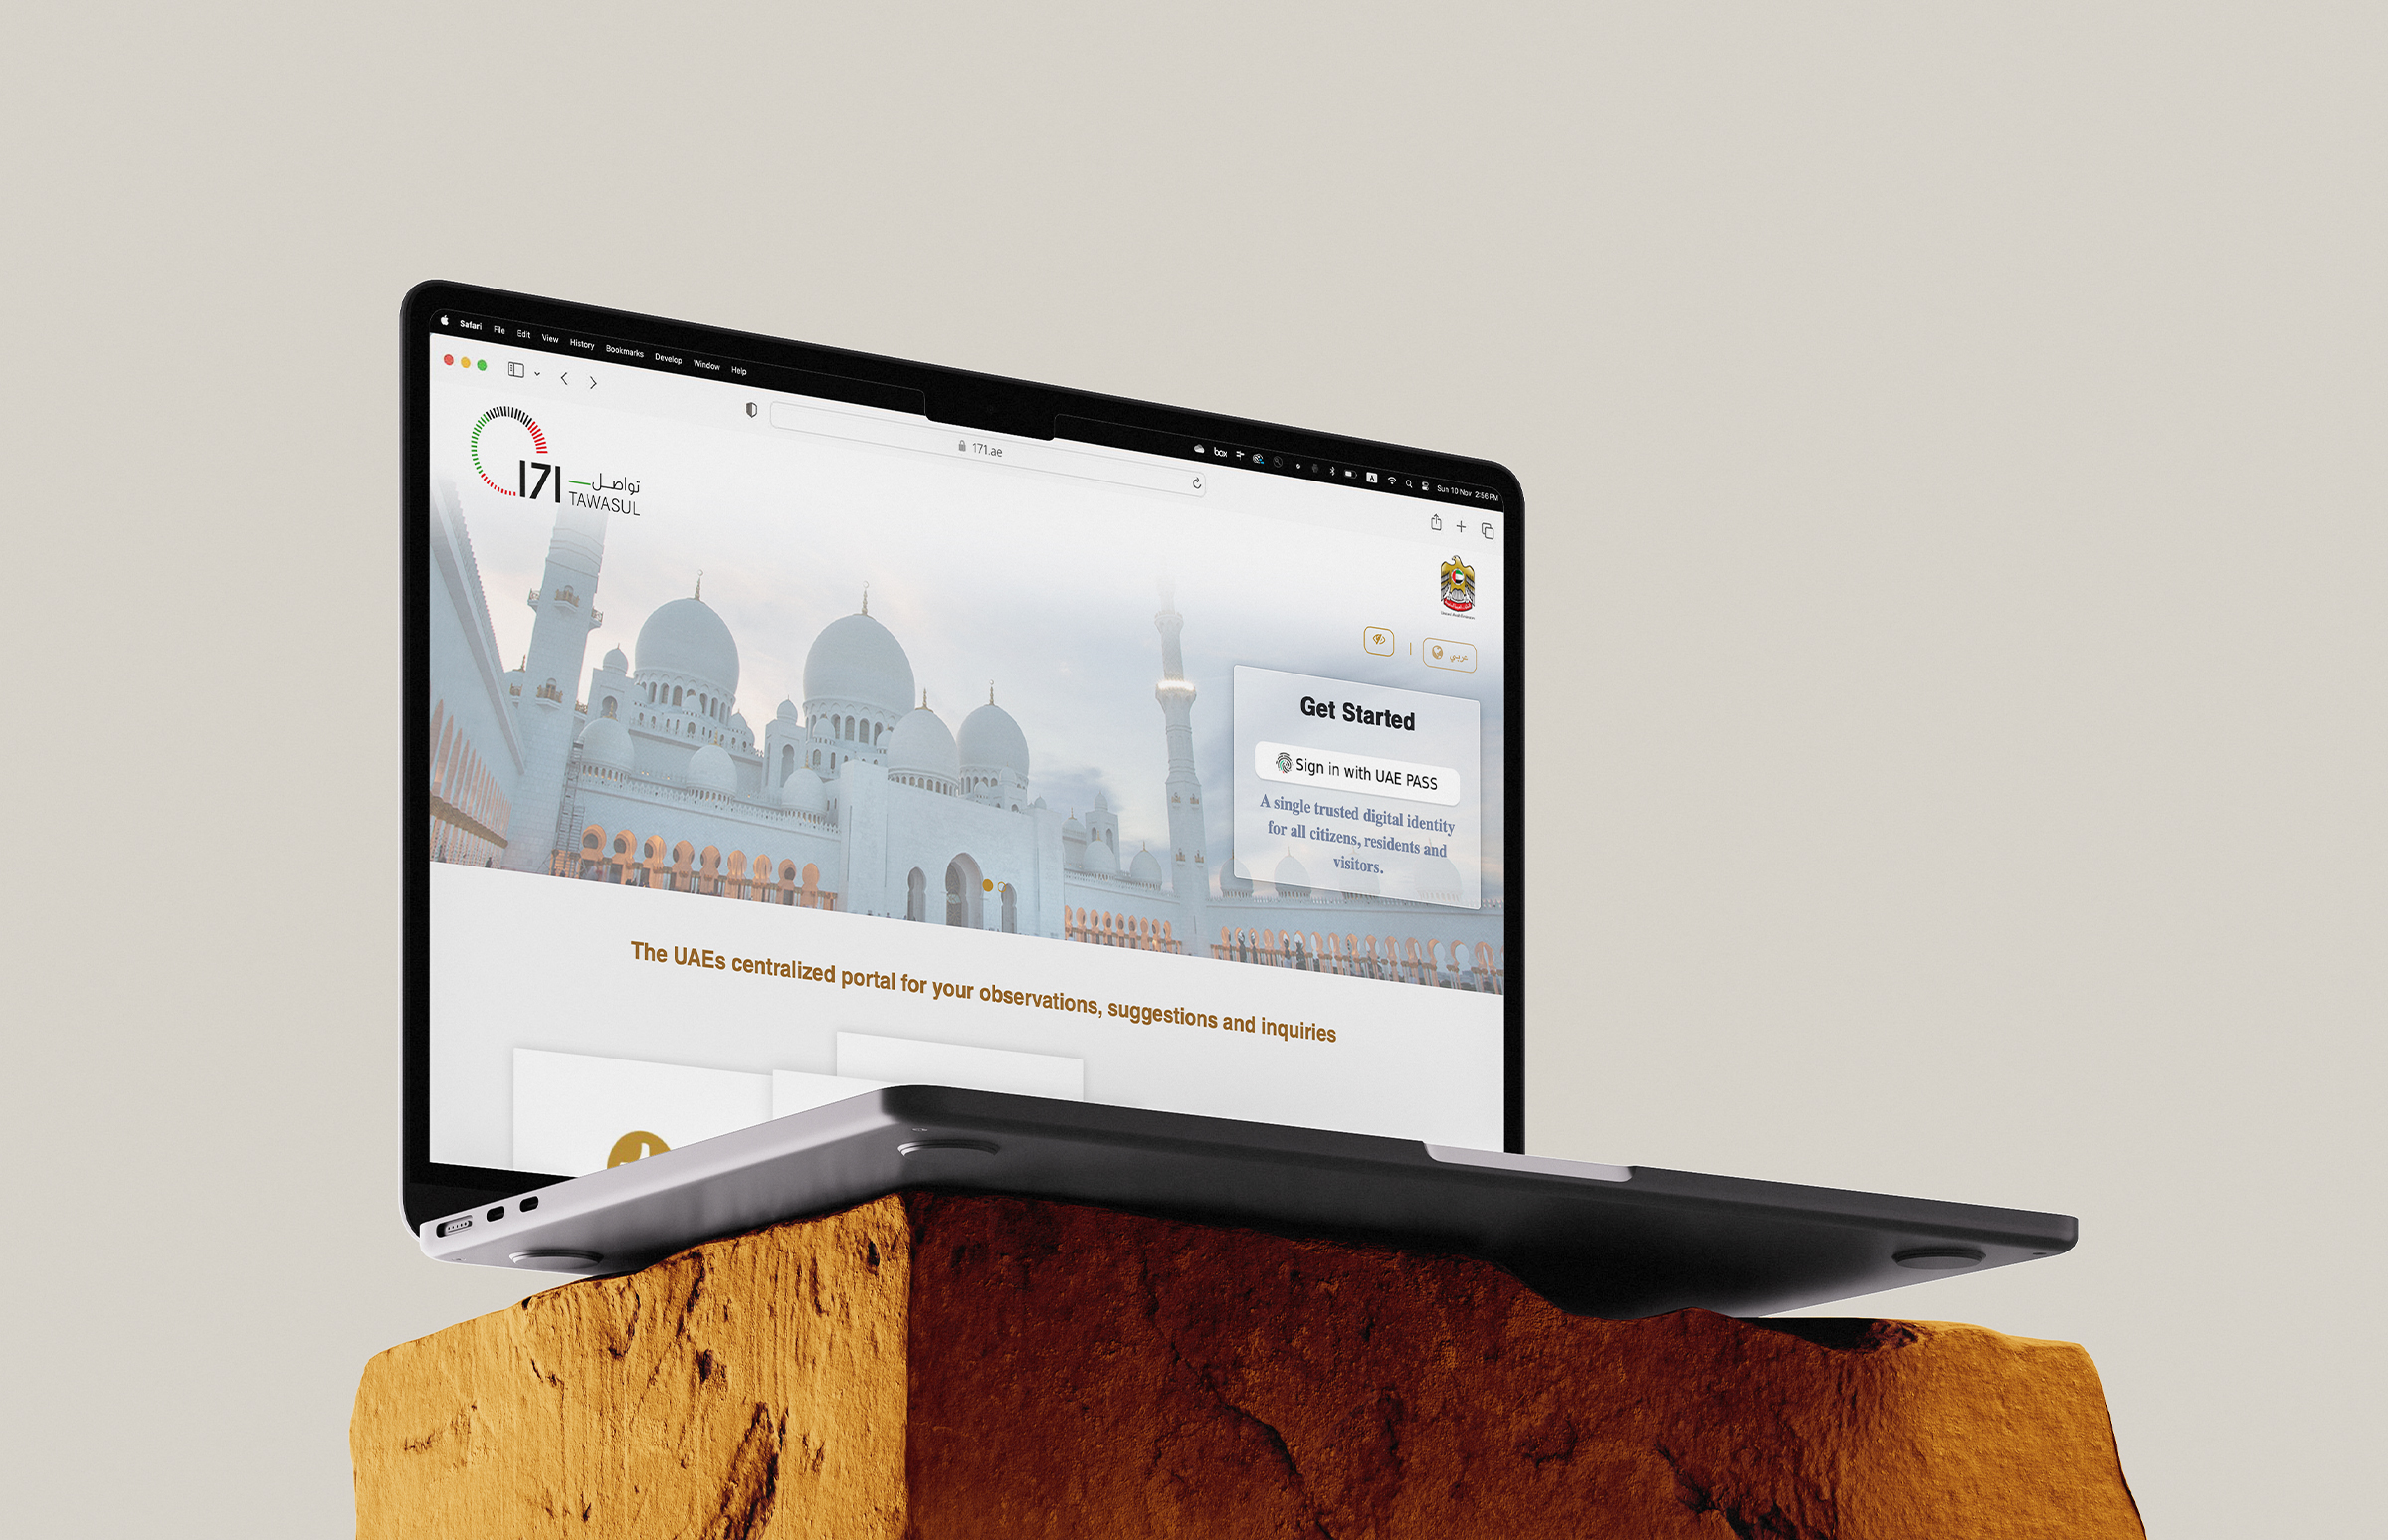 Safari File Edit View History Bookmarks Develop Window Help
box
Sun 10 Nov 2:56 PM
171.ae
171 تواصل
TAWASUL
عربي
Get Started
Sign in with UAE PASS
A single trusted digital identity
for all citizens, residents and
visitors.
The UAEs centralized portal for your observations, suggestions and inquiries